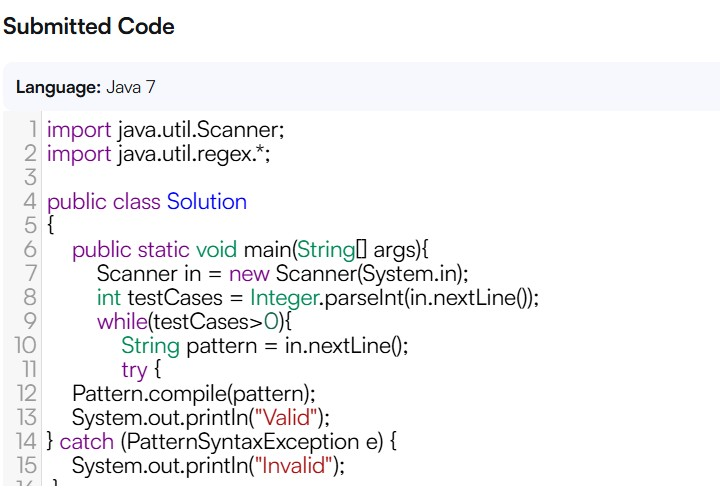 Submitted Code
Language: Java 7
1 import java.util.Scanner;
2 import java.util.regex.*;
3
4 public class Solution
5 {
6 public static void main(String[] args){
7 Scanner in = new Scanner(System.in);
8 int testCases = Integer.parseInt(in.nextLine());
9 while(testCases>0){
10 String pattern = in.nextLine();
11 try {
12 Pattern.compile(pattern);
13 System.out.println("Valid");
14 } catch (PatternSyntaxException e) {
15 System.out.println("Invalid");